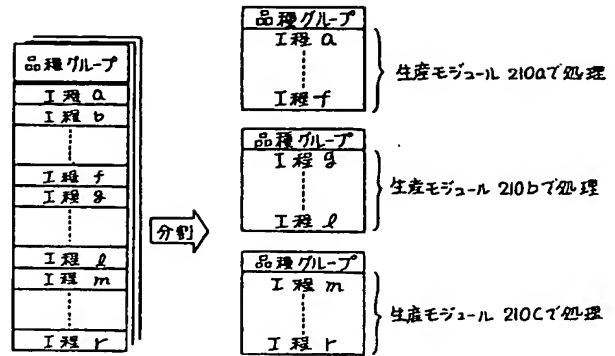 品種グループ
工程 a
工程 b
工程 f
工程 g
工程 l
工程 m
工程 r
分割
品種グループ
工程 a
工程 f
生産モジュール 210aで処理
品種グループ
工程 g
工程 l
生産モジュール 210bで処理
品種グループ
工程 m
工程 r
生産モジュール 210Cで処理